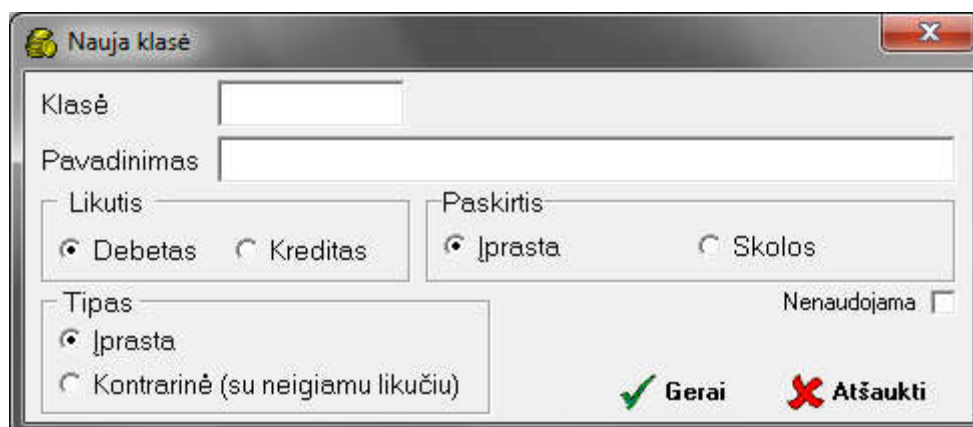 Nauja klasė
Klasė
Pavadinimas
Likutis
Debetas Kreditas
Paskirtis
Įprasta Skolos
Tipas
Įprasta
Kontrarinė (su neigiamu likučiu)
Nenaudojama
Gerai Atšaukti